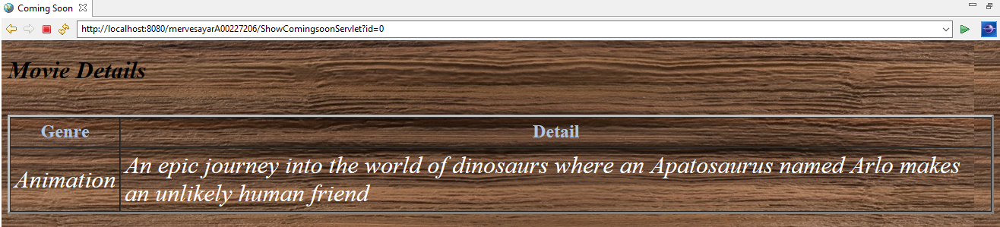 Coming Soon
http://localhost:8080/mervesayarA00227206/ShowComingsoonServlet?id=0
Movie Details
Genre Detail
Animation An epic journey into the world of dinosaurs where an Apatosaurus named Arlo makes
an unlikely human friend